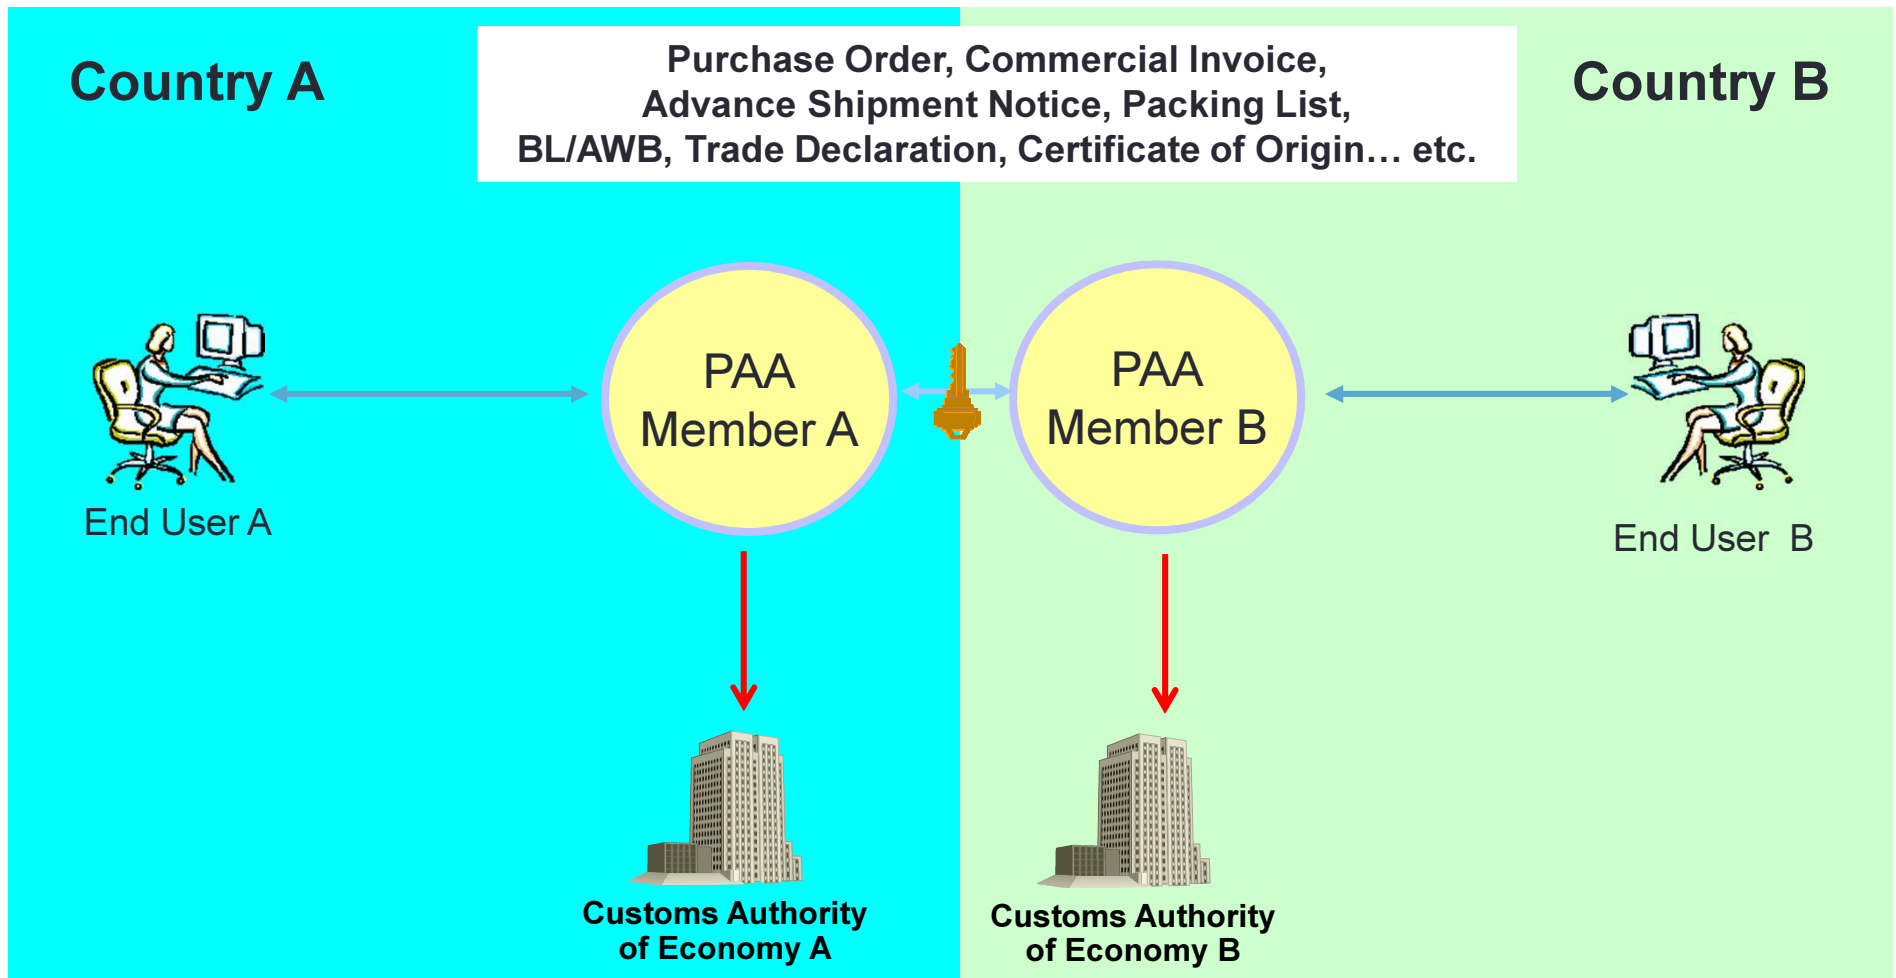 Country A
Purchase Order, Commercial Invoice,
Advance Shipment Notice, Packing List,
BL/AWB, Trade Declaration, Certificate of Origin… etc.
Country B
PAA
Member A
PAA
Member B
End User A
End User B
Customs Authority
of Economy A
Customs Authority
of Economy B